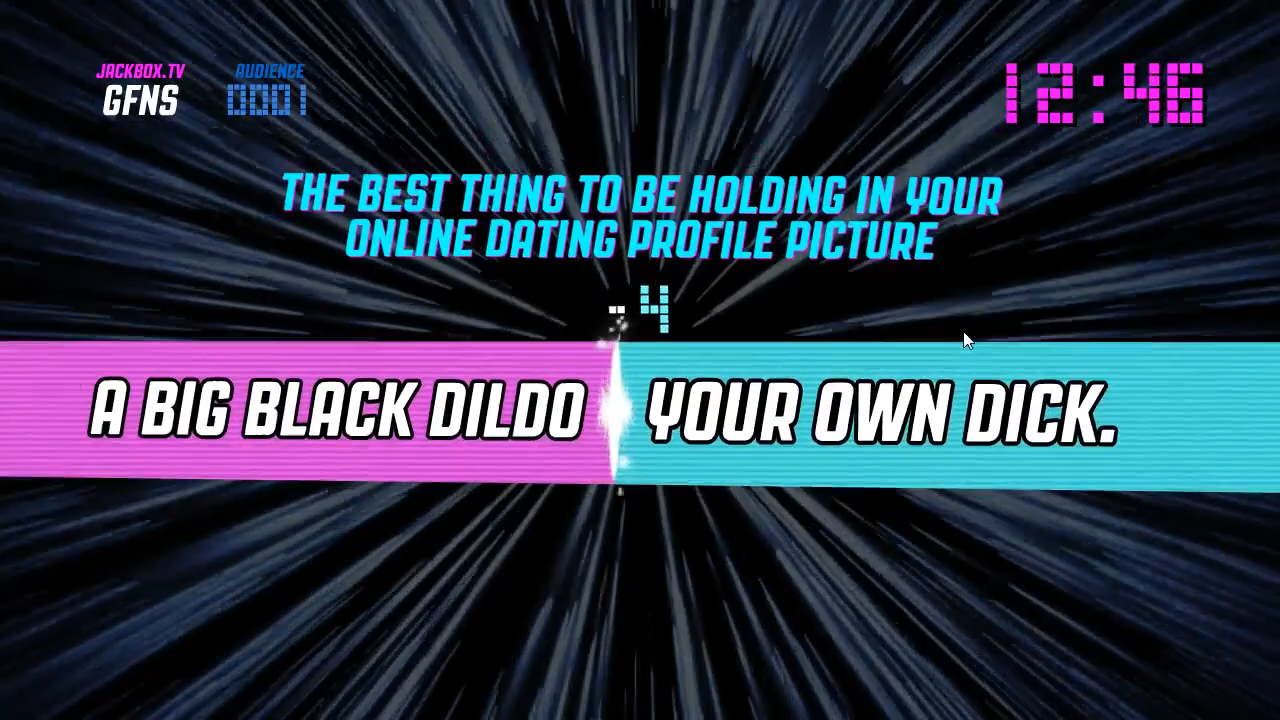 JACKBOX.TV
GFNS
AUDIENCE
0001
12:46
THE BEST THING TO BE HOLDING IN YOUR
ONLINE DATING PROFILE PICTURE
-4
A BIG BLACK DILDO
YOUR OWN DICK.